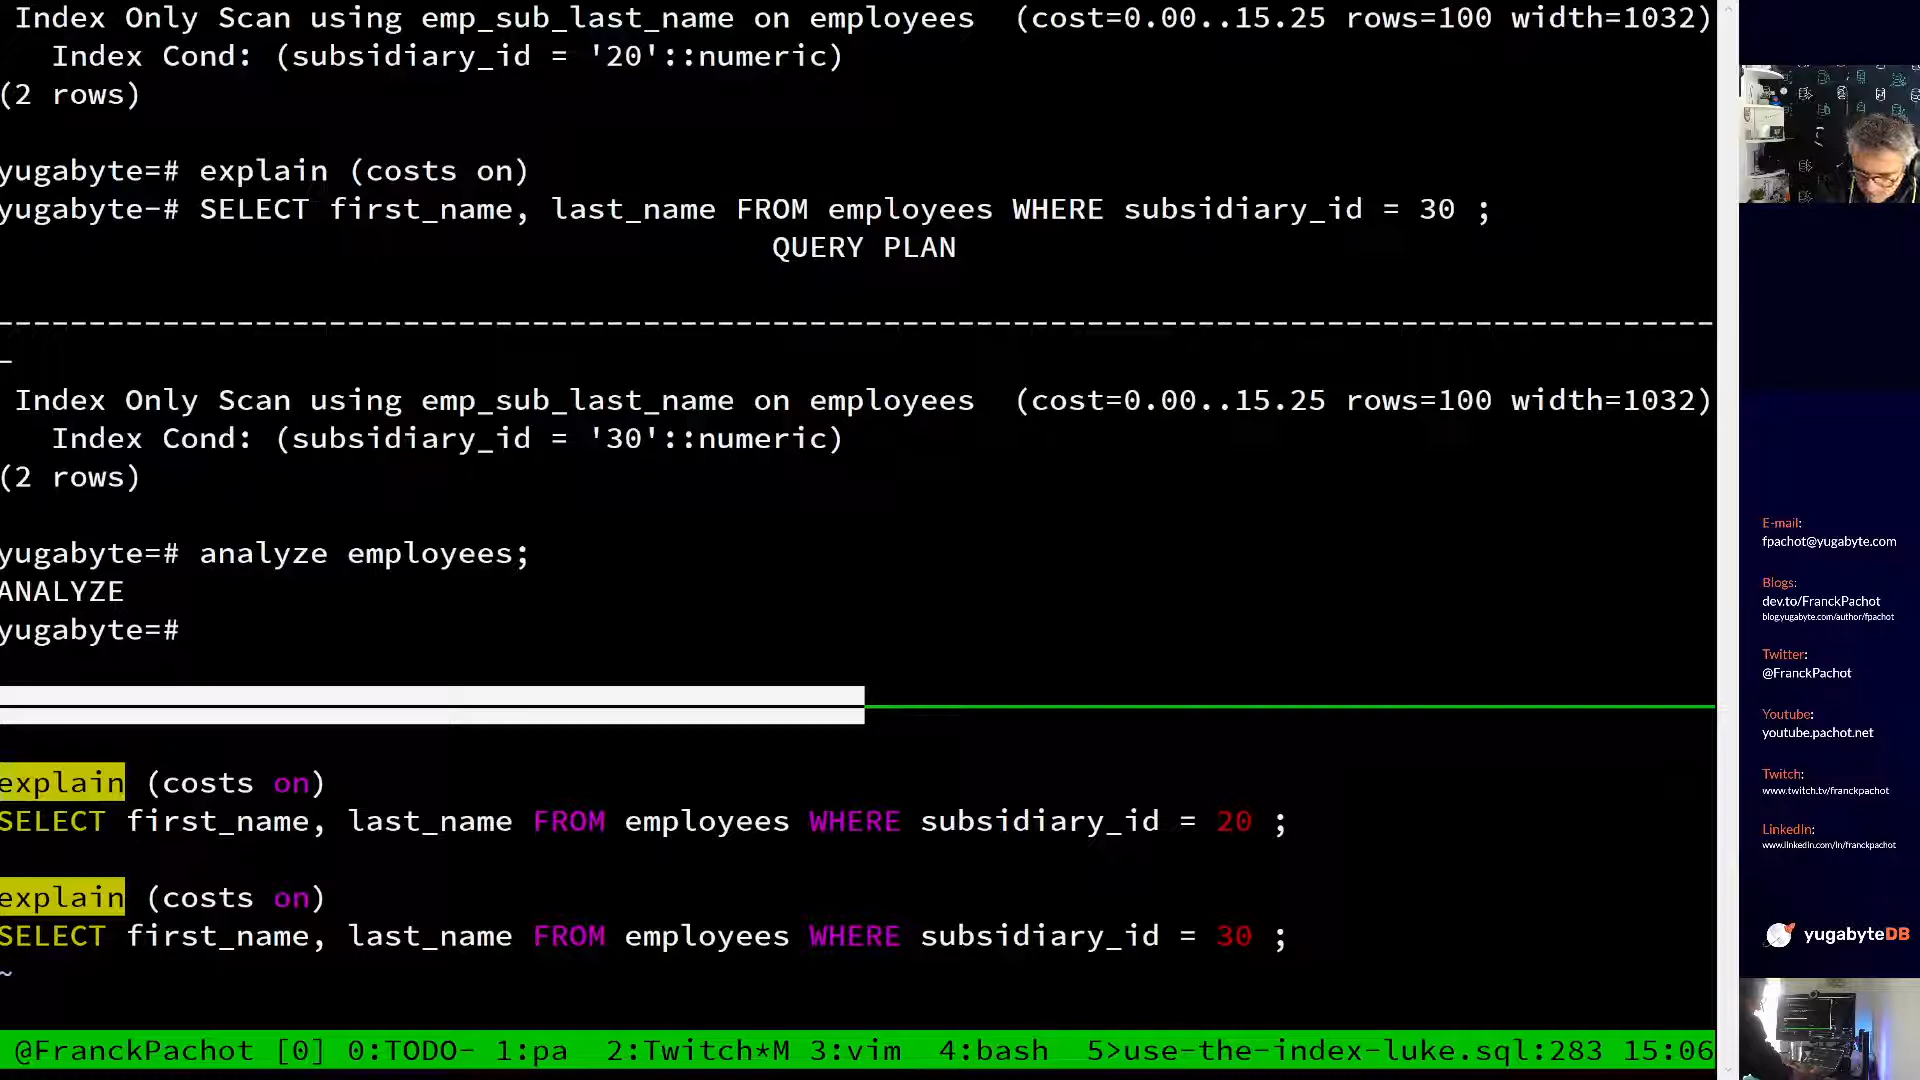 Index Only Scan using emp_sub_last_name on employees  (cost=0.00..15.25 rows=100 width=1032)
Index Cond: (subsidiary_id = '20'::numeric)
(2 rows)
yugabyte=# explain (costs on)
yugabyte-# SELECT first_name, last_name FROM employees WHERE subsidiary_id = 30 ;
QUERY PLAN
---------------------------------------------------------------------------------------------
-
Index Only Scan using emp_sub_last_name on employees  (cost=0.00..15.25 rows=100 width=1032)
Index Cond: (subsidiary_id = '30'::numeric)
(2 rows)
yugabyte=# analyze employees;
ANALYZE
yugabyte=#
explain (costs on)
SELECT first_name, last_name FROM employees WHERE subsidiary_id = 20 ;
explain (costs on)
SELECT first_name, last_name FROM employees WHERE subsidiary_id = 30 ;
~
@FranckPachot [0] 0:TODO- 1:pa  2:Twitch*M 3:vim  4:bash  5>use-the-index-luke.sql:283 15:06
E-mail:
fpachot@yugabyte.com
Blogs:
dev.to/FranckPachot
blog.yugabyte.com/author/fpachot
Twitter:
@FranckPachot
Youtube:
youtube.pachot.net
Twitch:
www.twitch.tv/franckpachot
LinkedIn:
www.linkedin.com/in/franckpachot
yugabyteDB